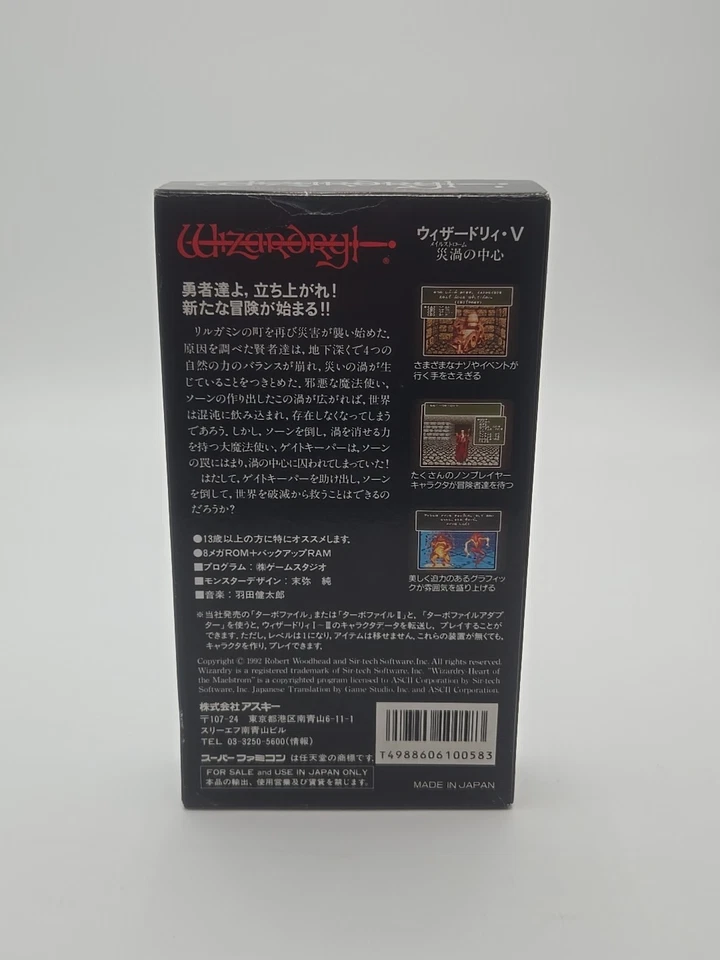 Wizardry
ウィザードリィ・V
メイルストローム
災渦の中心
勇者達よ，立ち上がれ！
新たな冒険が始まる!!
リルガミンの町を再び災害が襲い始めた．
原因を調べた賢者達は，地下深くで4つの
自然の力のバランスが崩れ，災いの渦が生
じていることをつきとめた．邪悪な魔法使い，
ソーンの作り出したこの渦が広がれば，世界
は混沌に飲み込まれ，存在しなくなってしまう
であろう．しかし，ソーンを倒し，渦を消せる力
を持つ大魔法使い，ゲイトキーパーは，ソーン
の罠にはまり，渦の中心に囚われてしまっていた！
はたして，ゲイトキーパーを助け出し，ソーン
を倒して，世界を破滅から救うことはできるの
だろうか？
さまざまなナゾやイベントが
行く手をさえぎる
たくさんのノンプレイヤー
キャラクタが冒険者達を待つ
美しく迫力のあるグラフィッ
クが雰囲気を盛り上げる
●13歳以上の方に特にオススメします．
●8メガROM＋バックアップRAM
■プログラム：㈱ゲームスタジオ
■モンスターデザイン：末弥 純
■音楽：羽田健太郎
※当社発売の「ターボファイル」または「ターボファイルⅡ」と，「ターボファイルアダプ
ター」を使うと，ウィザードリィⅠ－Ⅲのキャラクタデータを転送し，プレイすることが
できます．ただし，レベルは1になり，アイテムは移せません．これらの装置が無くても，
キャラクタを作り，プレイできます．
Copyright © 1992 Robert Woodhead and Sir-tech Software, Inc. All rights reserved.
Wizardry is a registered trademark of Sir-tech Software, Inc. "Wizardry-Heart of
the Maelstrom" is a copyrighted program licensed to ASCII Corporation by Sir-tech
Software, Inc. Japanese Translation by Game Studio, Inc. and ASCII Corporation.
株式会社アスキー
〒107-24 東京都港区南青山6-11-1
スリーエフ南青山ビル
TEL 03-3250-5600(情報)
スーパーファミコン は任天堂の商標です．
FOR SALE and USE IN JAPAN ONLY
本品の輸出、使用営業及び賃貸を禁じます。
T4988606100583
MADE IN JAPAN